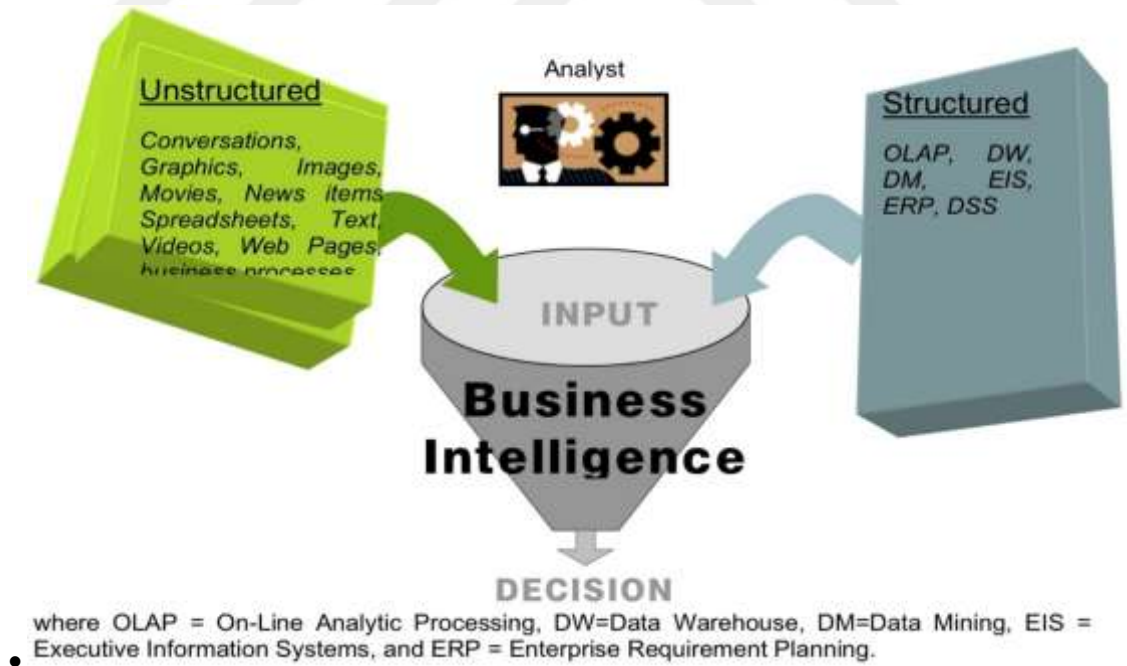 Analyst
Unstructured
Conversations,
Graphics, Images,
Movies, News items
Spreadsheets, Text,
Videos, Web Pages,
business processes
Structured
OLAP, DW,
DM, EIS,
ERP, DSS
INPUT
Business
Intelligence
DECISION
where OLAP = On-Line Analytic Processing, DW=Data Warehouse, DM=Data Mining, EIS =
Executive Information Systems, and ERP = Enterprise Requirement Planning.